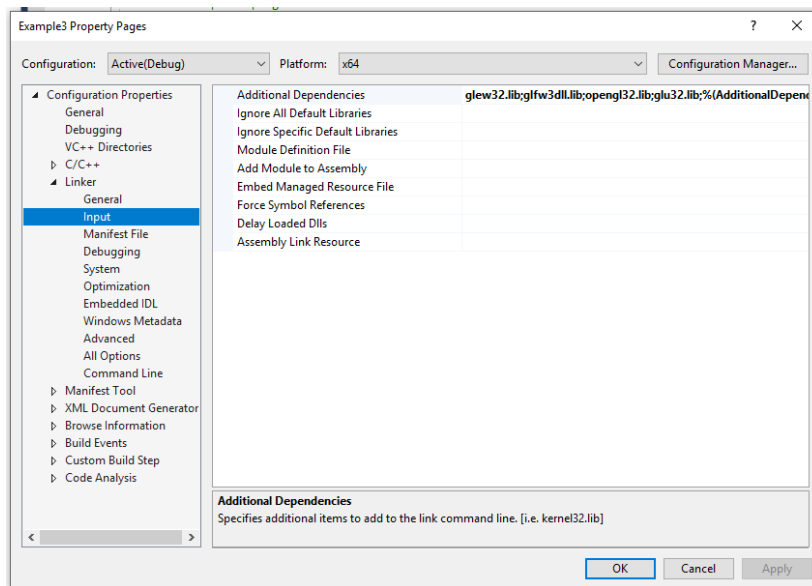 Example3 Property Pages
? ×
Configuration: Active(Debug) Platform: x64 Configuration Manager...
Configuration Properties
General
Debugging
VC++ Directories
C/C++
Linker
General
Input
Manifest File
Debugging
System
Optimization
Embedded IDL
Windows Metadata
Advanced
All Options
Command Line
Manifest Tool
XML Document Generator
Browse Information
Build Events
Custom Build Step
Code Analysis
Additional Dependencies glew32.lib;glfw3dll.lib;opengl32.lib;glu32.lib;%(AdditionalDepend
Ignore All Default Libraries
Ignore Specific Default Libraries
Module Definition File
Add Module to Assembly
Embed Managed Resource File
Force Symbol References
Delay Loaded Dlls
Assembly Link Resource
Additional Dependencies
Specifies additional items to add to the link command line. [i.e. kernel32.lib]
OK Cancel Apply